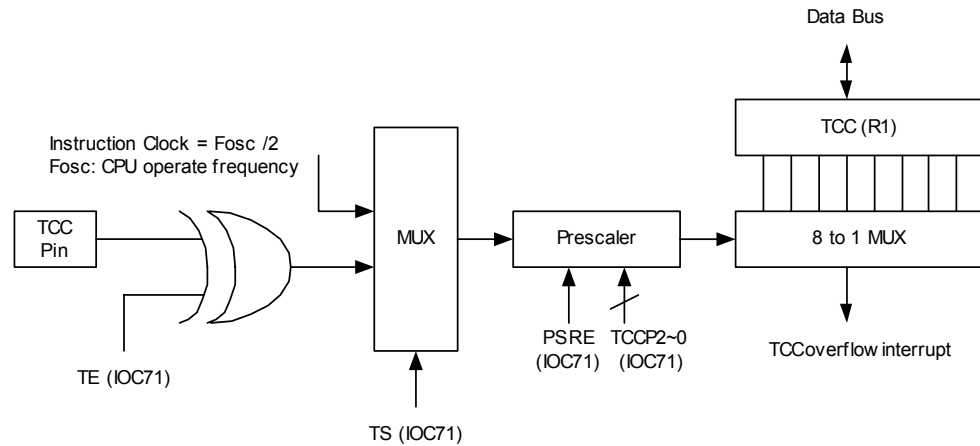 Data Bus
TCC (R1)
Instruction Clock = Fosc /2
Fosc: CPU operate frequency
TCC
Pin
MUX
Prescaler
8 to 1 MUX
PSRE
(IOC71)
TCCP2~0
(IOC71)
TCCoverflow interrupt
TE (IOC71)
TS (IOC71)